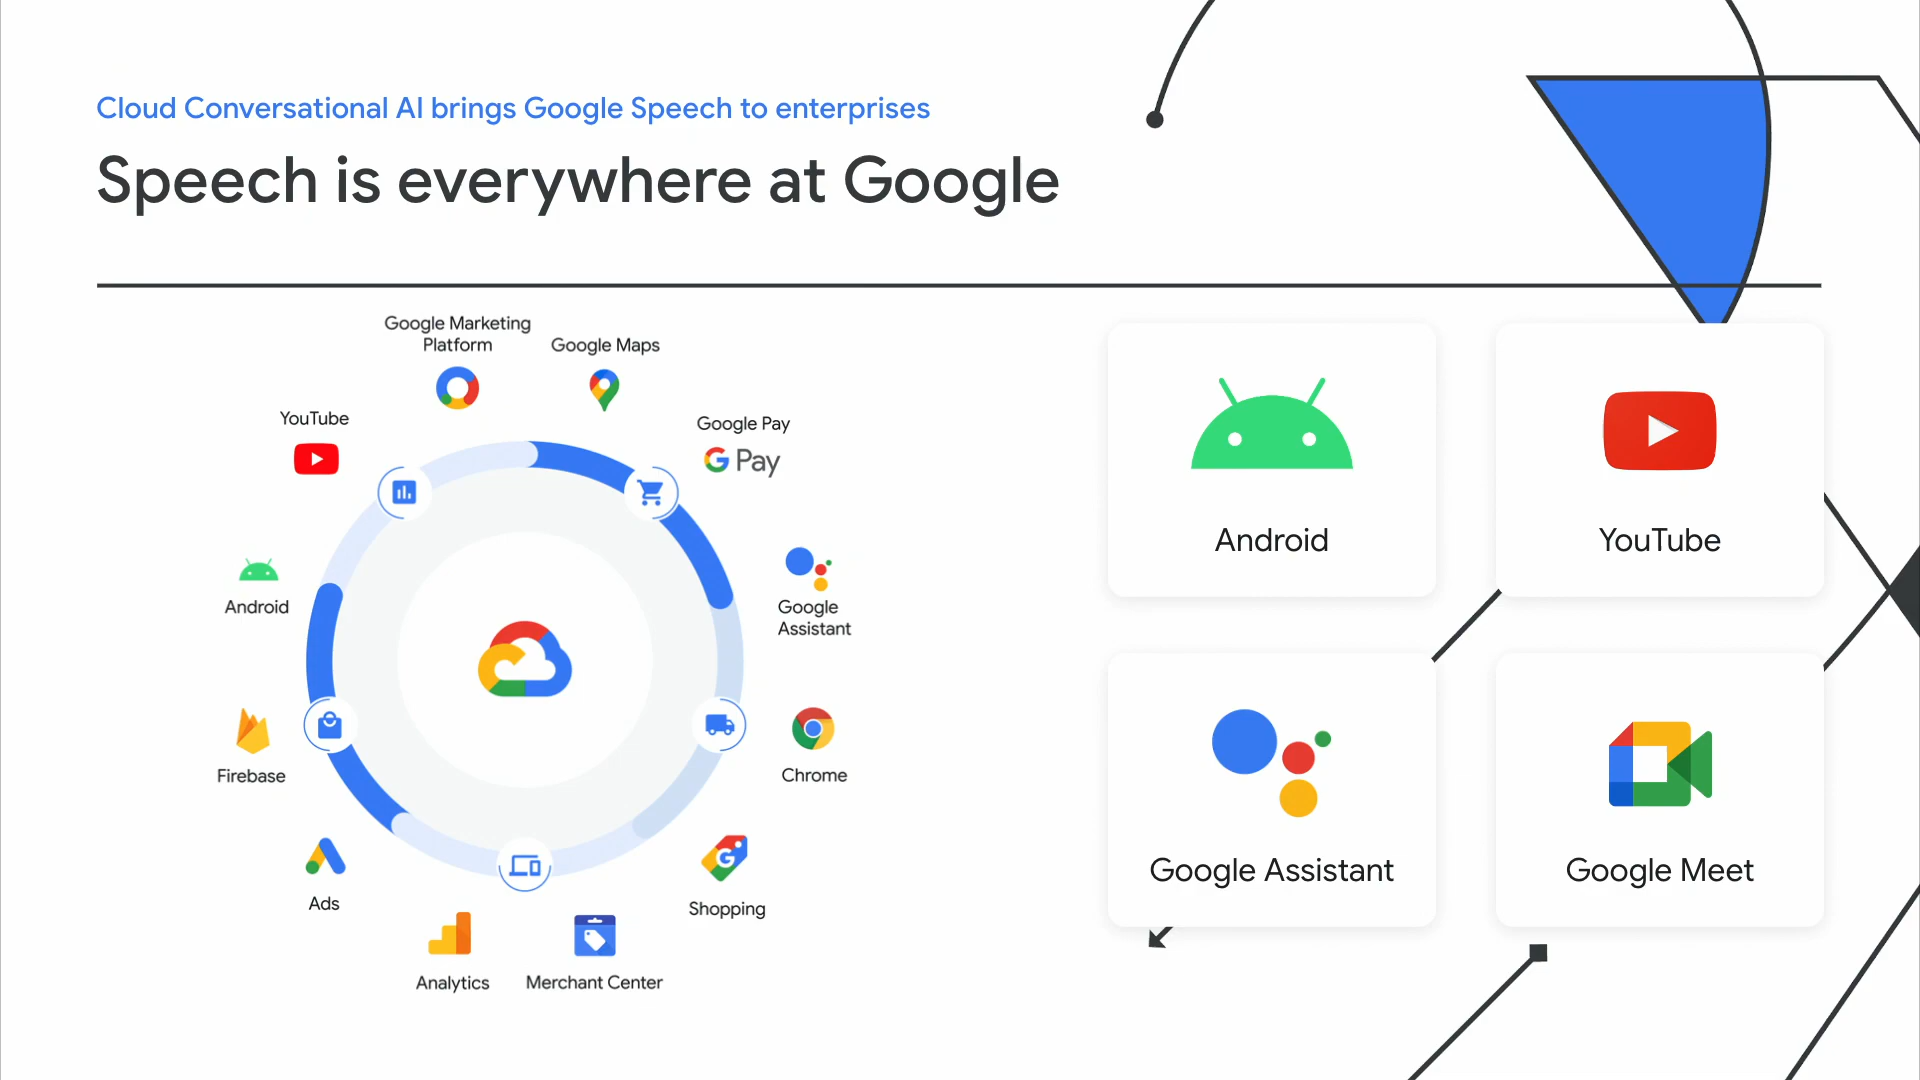 Cloud Conversational AI brings Google Speech to enterprises
Speech is everywhere at Google
Google Marketing
Platform
Google Maps
YouTube
Google Pay
G Pay
Android
Google
Assistant
Firebase
Chrome
Ads
Shopping
G
Analytics
Merchant Center
Android
YouTube
Google Assistant
Google Meet